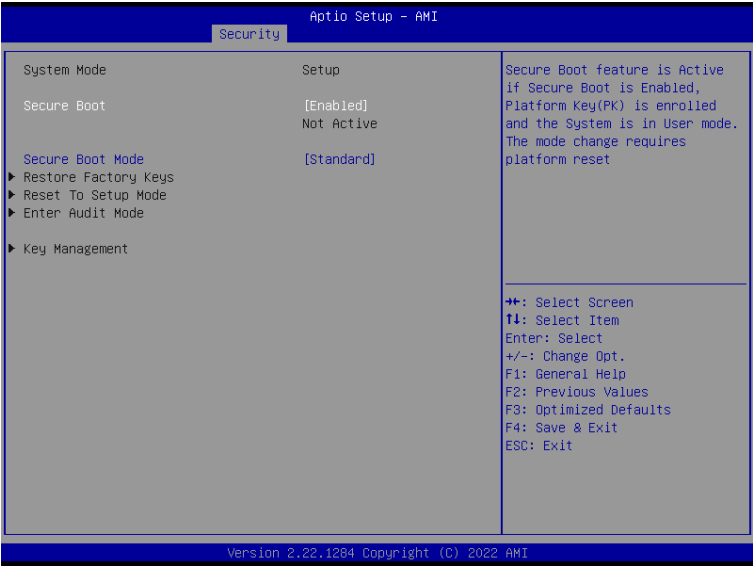 Aptio Setup – AMI
Security
System Mode Setup
Secure Boot [Enabled]
Not Active
Secure Boot Mode [Standard]
▶ Restore Factory Keys
▶ Reset To Setup Mode
▶ Enter Audit Mode
▶ Key Management
Secure Boot feature is Active
if Secure Boot is Enabled,
Platform Key(PK) is enrolled
and the System is in User mode.
The mode change requires
platform reset
→←: Select Screen
↑↓: Select Item
Enter: Select
+/-: Change Opt.
F1: General Help
F2: Previous Values
F3: Optimized Defaults
F4: Save & Exit
ESC: Exit
Version 2.22.1284 Copyright (C) 2022 AMI